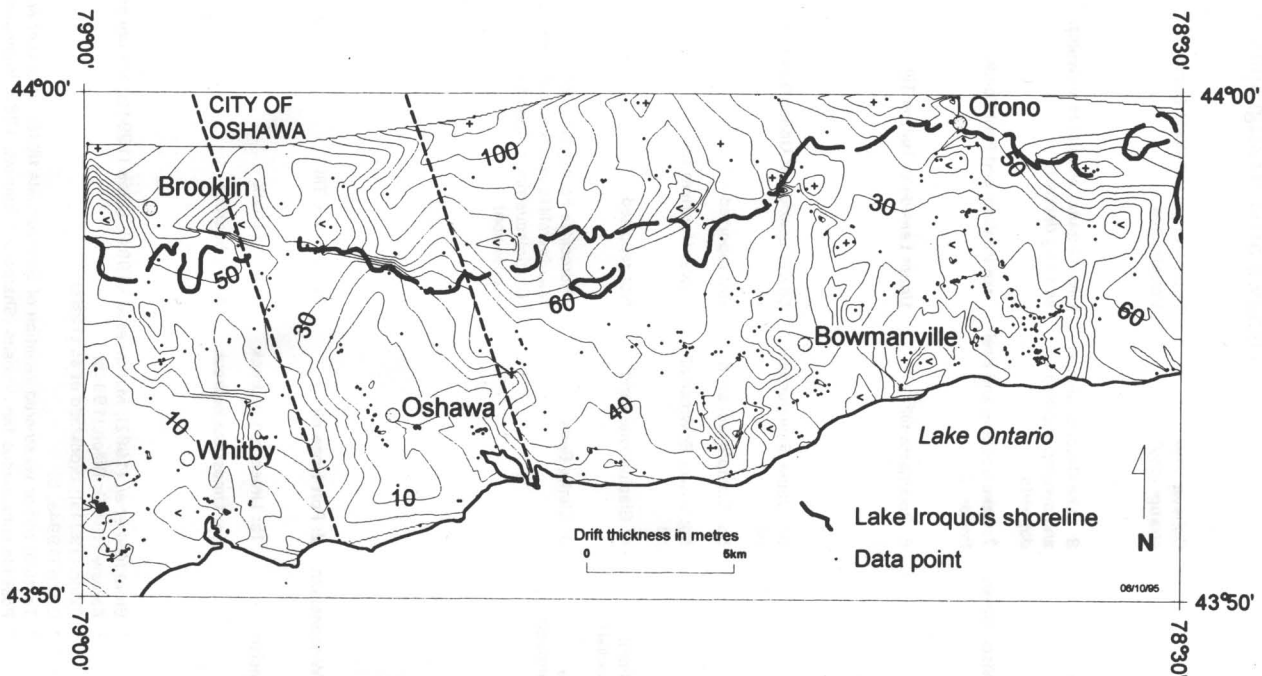 79°00'
78°30'
44°00'
44°00'
CITY OF
OSHAWA
Orono
100
50
Brooklin
30
50
60
30
60
Bowmanville
40
10
Oshawa
Whitby
10
Lake Ontario
Drift thickness in metres
0 5km
Lake Iroquois shoreline
Data point
N
06/10/95
43°50'
43°50'
79°00'
78°30'